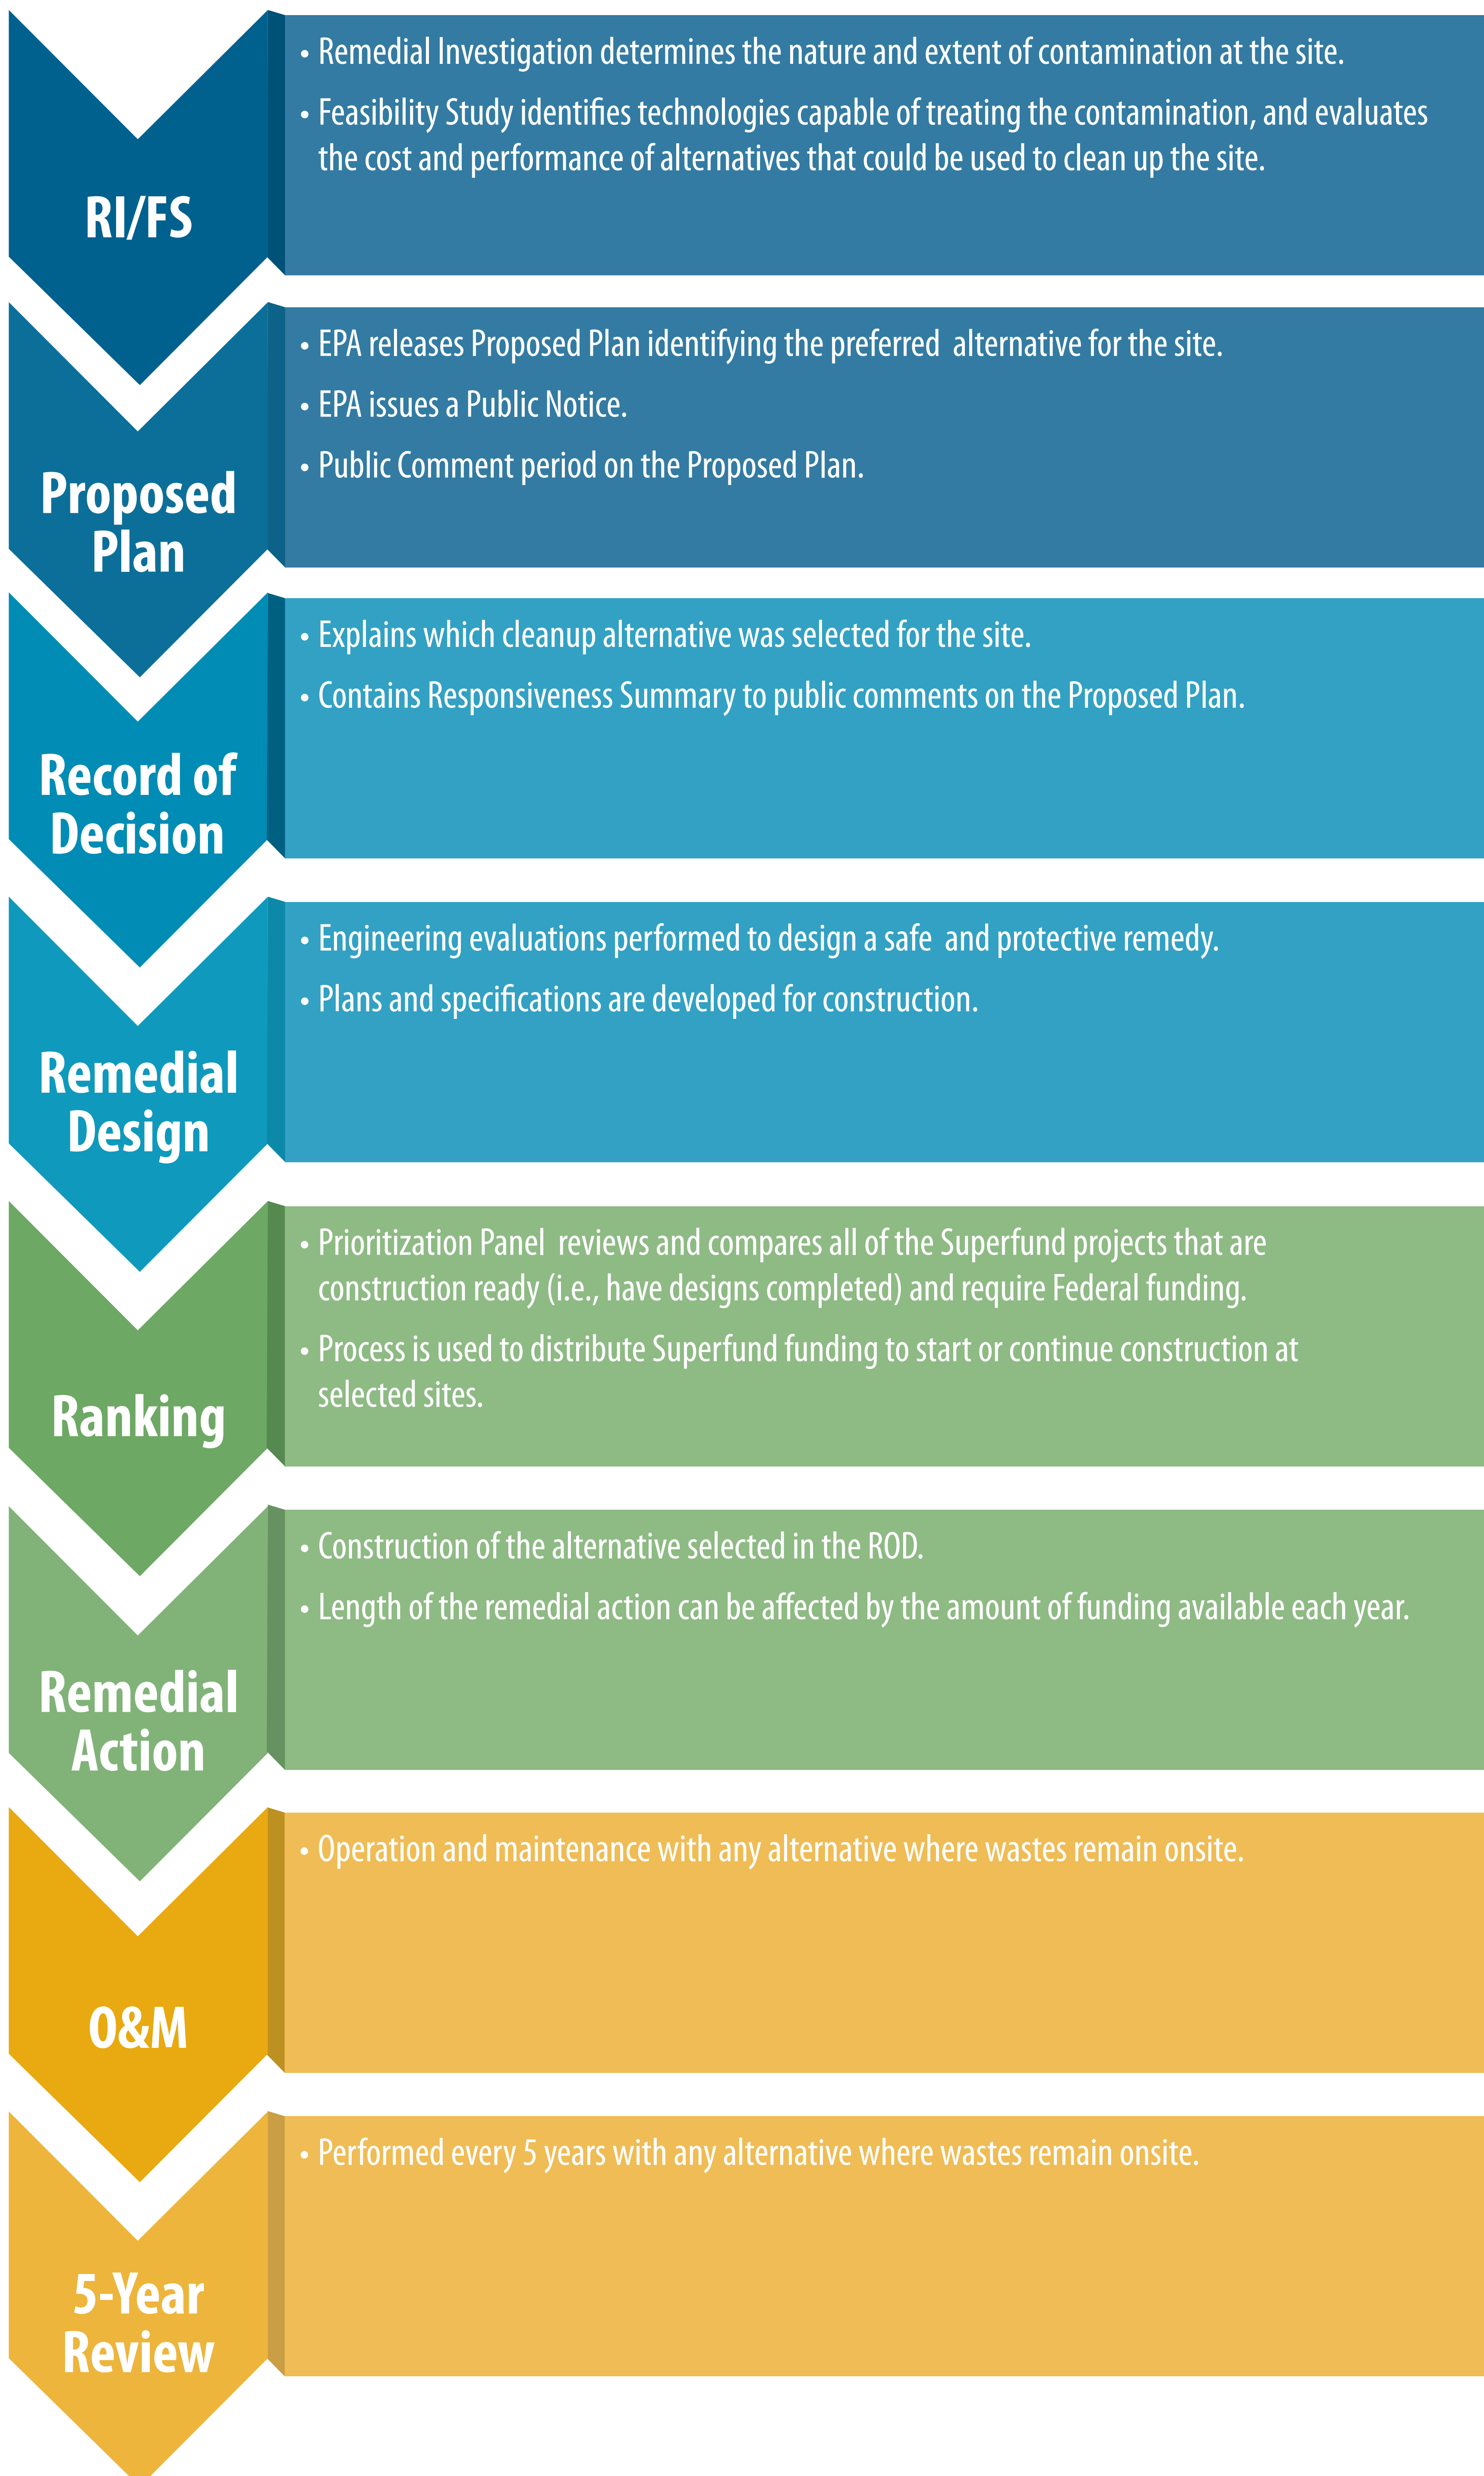 RI/FS
• Remedial Investigation determines the nature and extent of contamination at the site.
• Feasibility Study identifies technologies capable of treating the contamination, and evaluates
the cost and performance of alternatives that could be used to clean up the site.
Proposed
Plan
• EPA releases Proposed Plan identifying the preferred alternative for the site.
• EPA issues a Public Notice.
• Public Comment period on the Proposed Plan.
Record of
Decision
• Explains which cleanup alternative was selected for the site.
• Contains Responsiveness Summary to public comments on the Proposed Plan.
Remedial
Design
• Engineering evaluations performed to design a safe and protective remedy.
• Plans and specifications are developed for construction.
Ranking
• Prioritization Panel reviews and compares all of the Superfund projects that are
construction ready (i.e., have designs completed) and require Federal funding.
• Process is used to distribute Superfund funding to start or continue construction at
selected sites.
Remedial
Action
• Construction of the alternative selected in the ROD.
• Length of the remedial action can be affected by the amount of funding available each year.
O&M
• Operation and maintenance with any alternative where wastes remain onsite.
5-Year
Review
• Performed every 5 years with any alternative where wastes remain onsite.